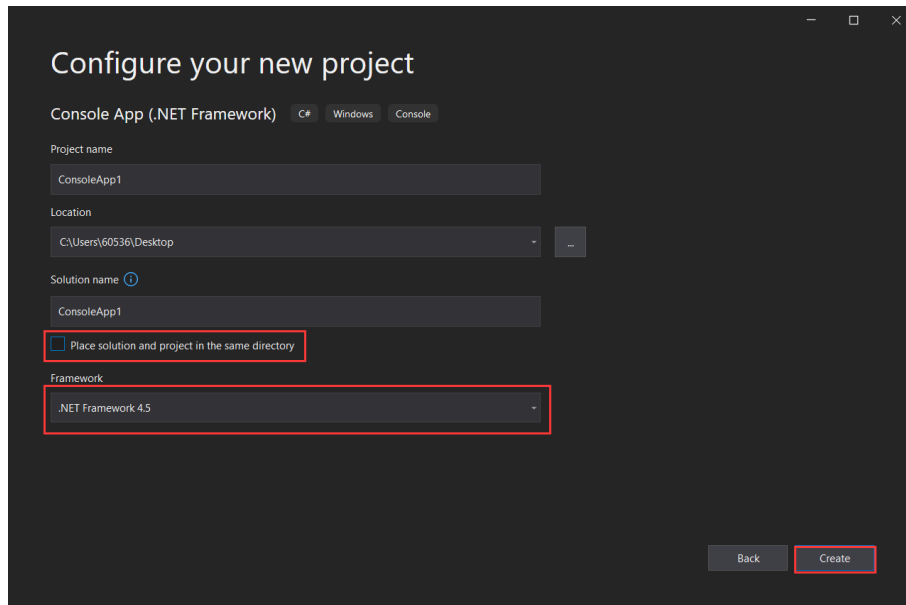 Configure your new project
Console App (.NET Framework) C# Windows Console
Project name
ConsoleApp1
Location
C:\Users\60536\Desktop
...
Solution name
ConsoleApp1
Place solution and project in the same directory
Framework
.NET Framework 4.5
Back Create